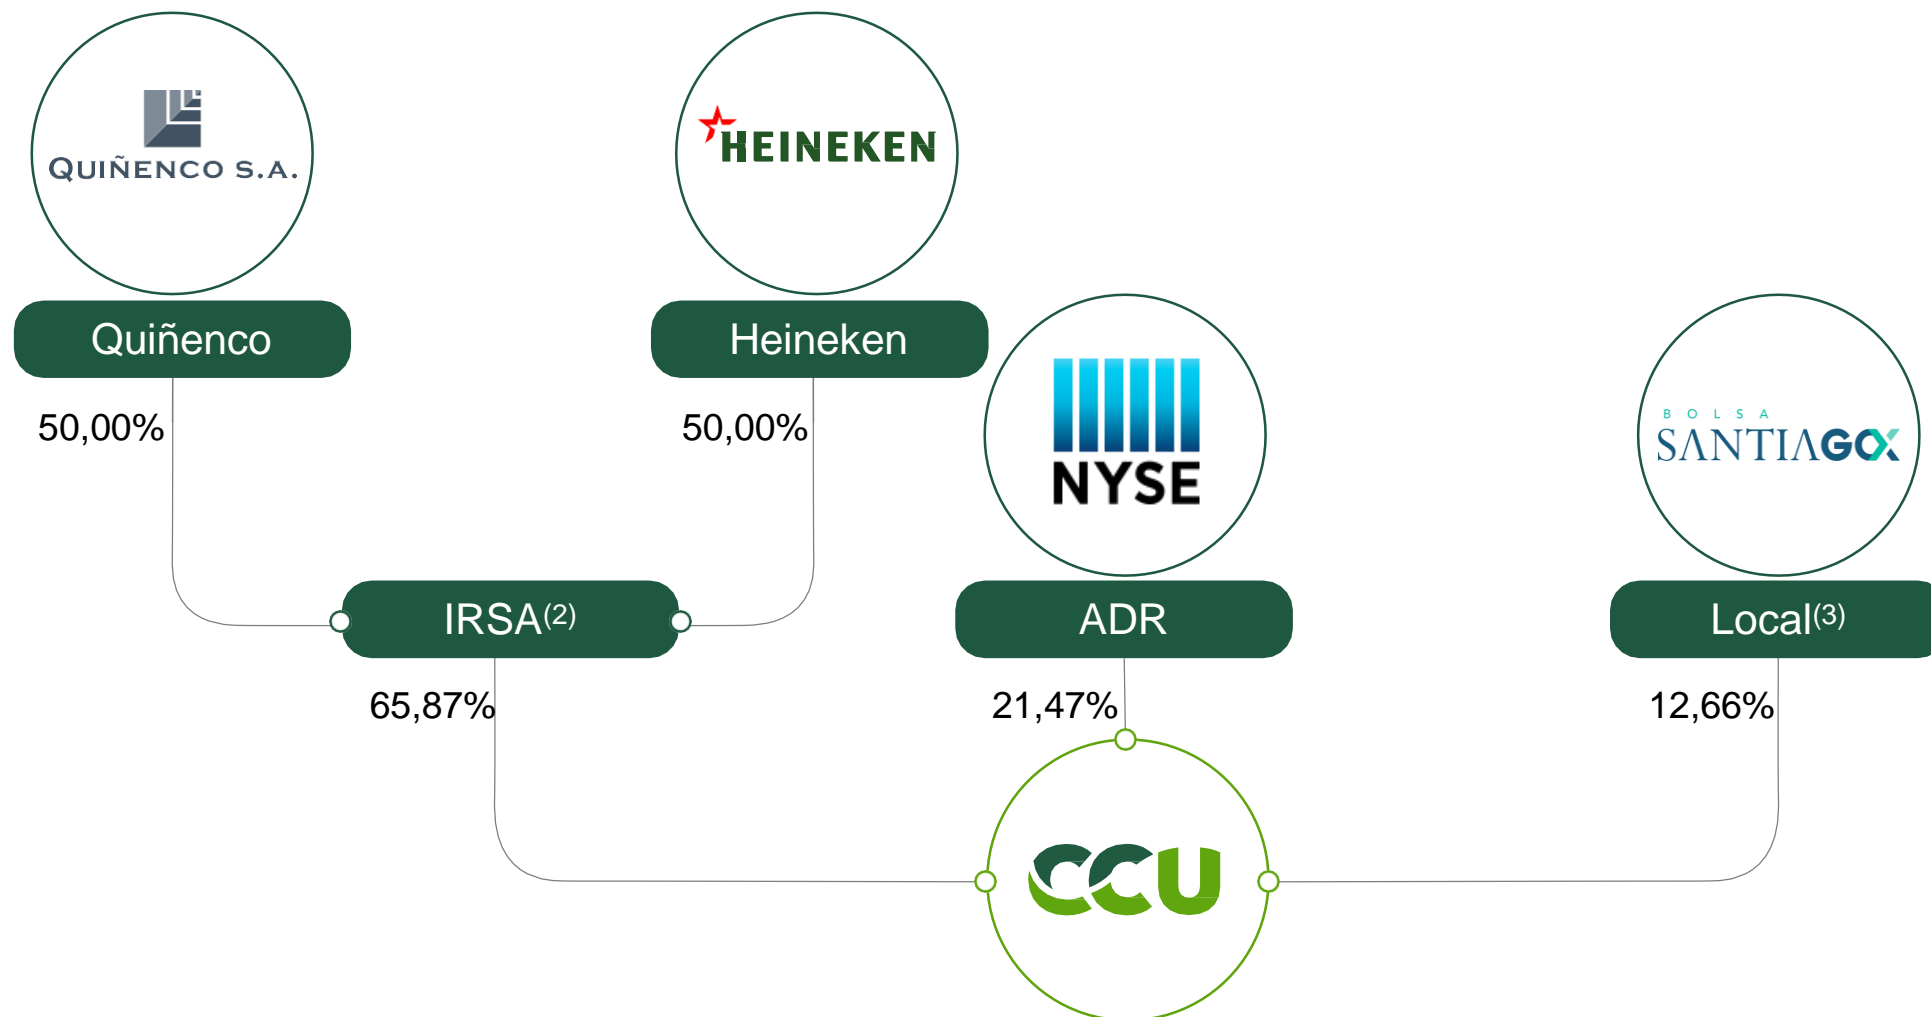 QUIÑENCO S.A.
HEINEKEN
Quiñenco
Heineken
50,00%
50,00%
NYSE
BOLSA
SANTIAGO
IRSA(2)
ADR
Local(3)
65,87%
21,47%
12,66%
CCU